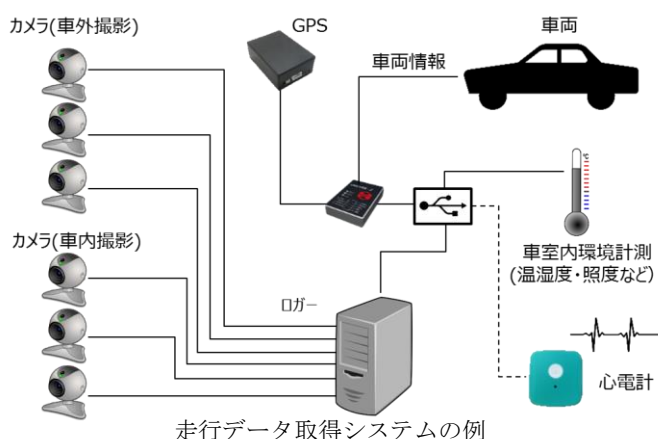 カメラ(車外撮影)
GPS
車両
車両情報
カメラ(車内撮影)
車室内環境計測
(温湿度・照度など)
ロガー
心電計
走行データ取得システムの例